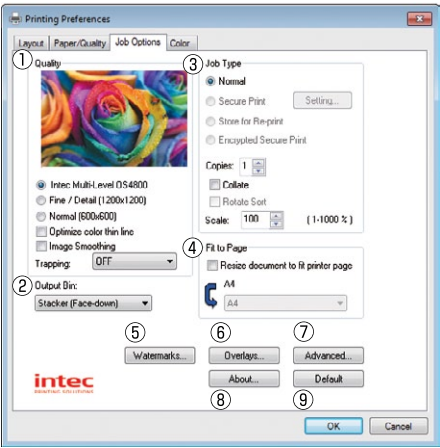 Printing Preferences
Layout Paper/Quality Job Options Color
① Quality
Intec Multi-Level OS4800
Fine / Detail (1200x1200)
Normal (600x600)
Optimize color thin line
Image Smoothing
Trapping: OFF
② Output Bin:
Stacker (Face-down)
③ Job Type
Normal
Secure Print Setting...
Store for Re-print
Encrypted Secure Print
Copies: 1
Collate
Rotate Sort
Scale: 100 (1-1000 %)
④ Fit to Page
Resize document to fit printer page
A4
A4
⑤ ⑥ ⑦
Watermarks... Overlays... Advanced...
About... Default
⑧ ⑨
intec
PRINTING SOLUTIONS
OK Cancel